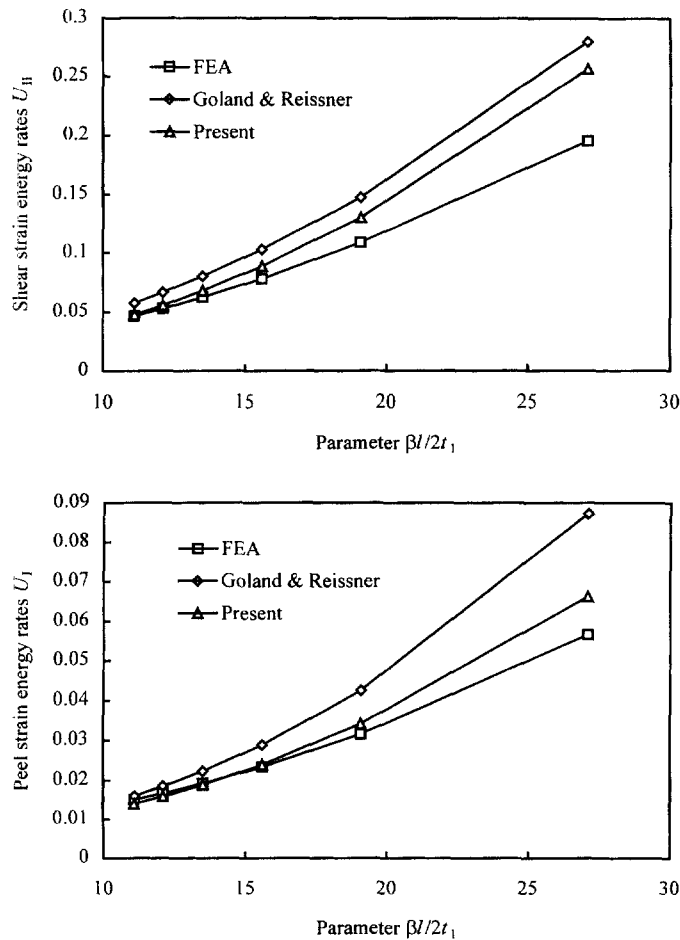 0.3
0.25
0.2
0.15
0.1
0.05
0
Shear strain energy rates U_II
FEA
Goland & Reissner
Present
10 15 20 25 30
Parameter βl/2t₁
0.09
0.08
0.07
0.06
0.05
0.04
0.03
0.02
0.01
0
Peel strain energy rates U_I
FEA
Goland & Reissner
Present
10 15 20 25 30
Parameter βl/2t₁